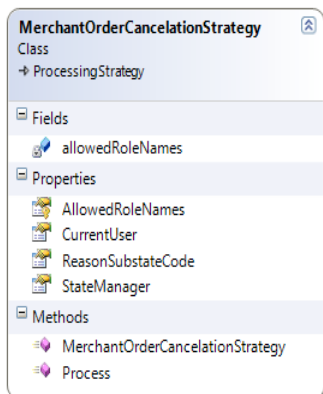 MerchantOrderCancelationStrategy
Class
ProcessingStrategy
Fields
allowedRoleNames
Properties
AllowedRoleNames
CurrentUser
ReasonSubstateCode
StateManager
Methods
MerchantOrderCancelationStrategy
Process